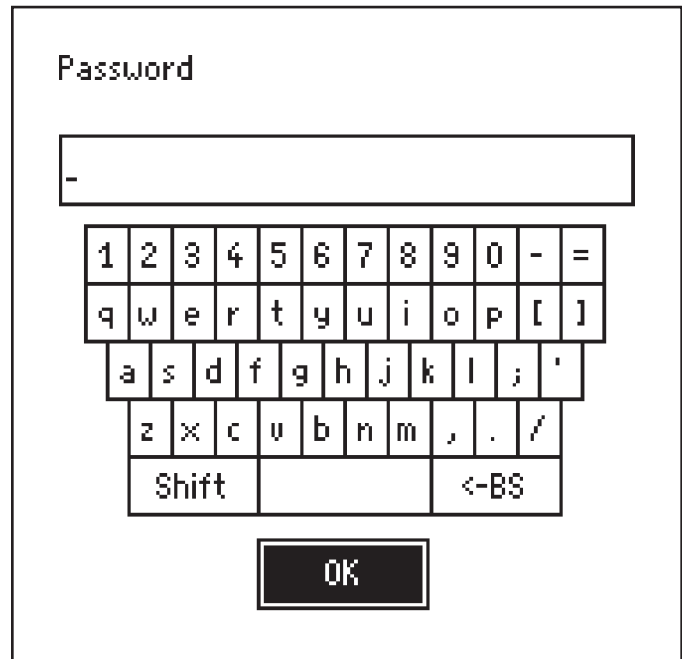 Password
_
1 2 3 4 5 6 7 8 9 0 - =
q w e r t y u i o p [ ]
a s d f g h j k l ; '
z x c v b n m , . /
Shift <-BS
OK